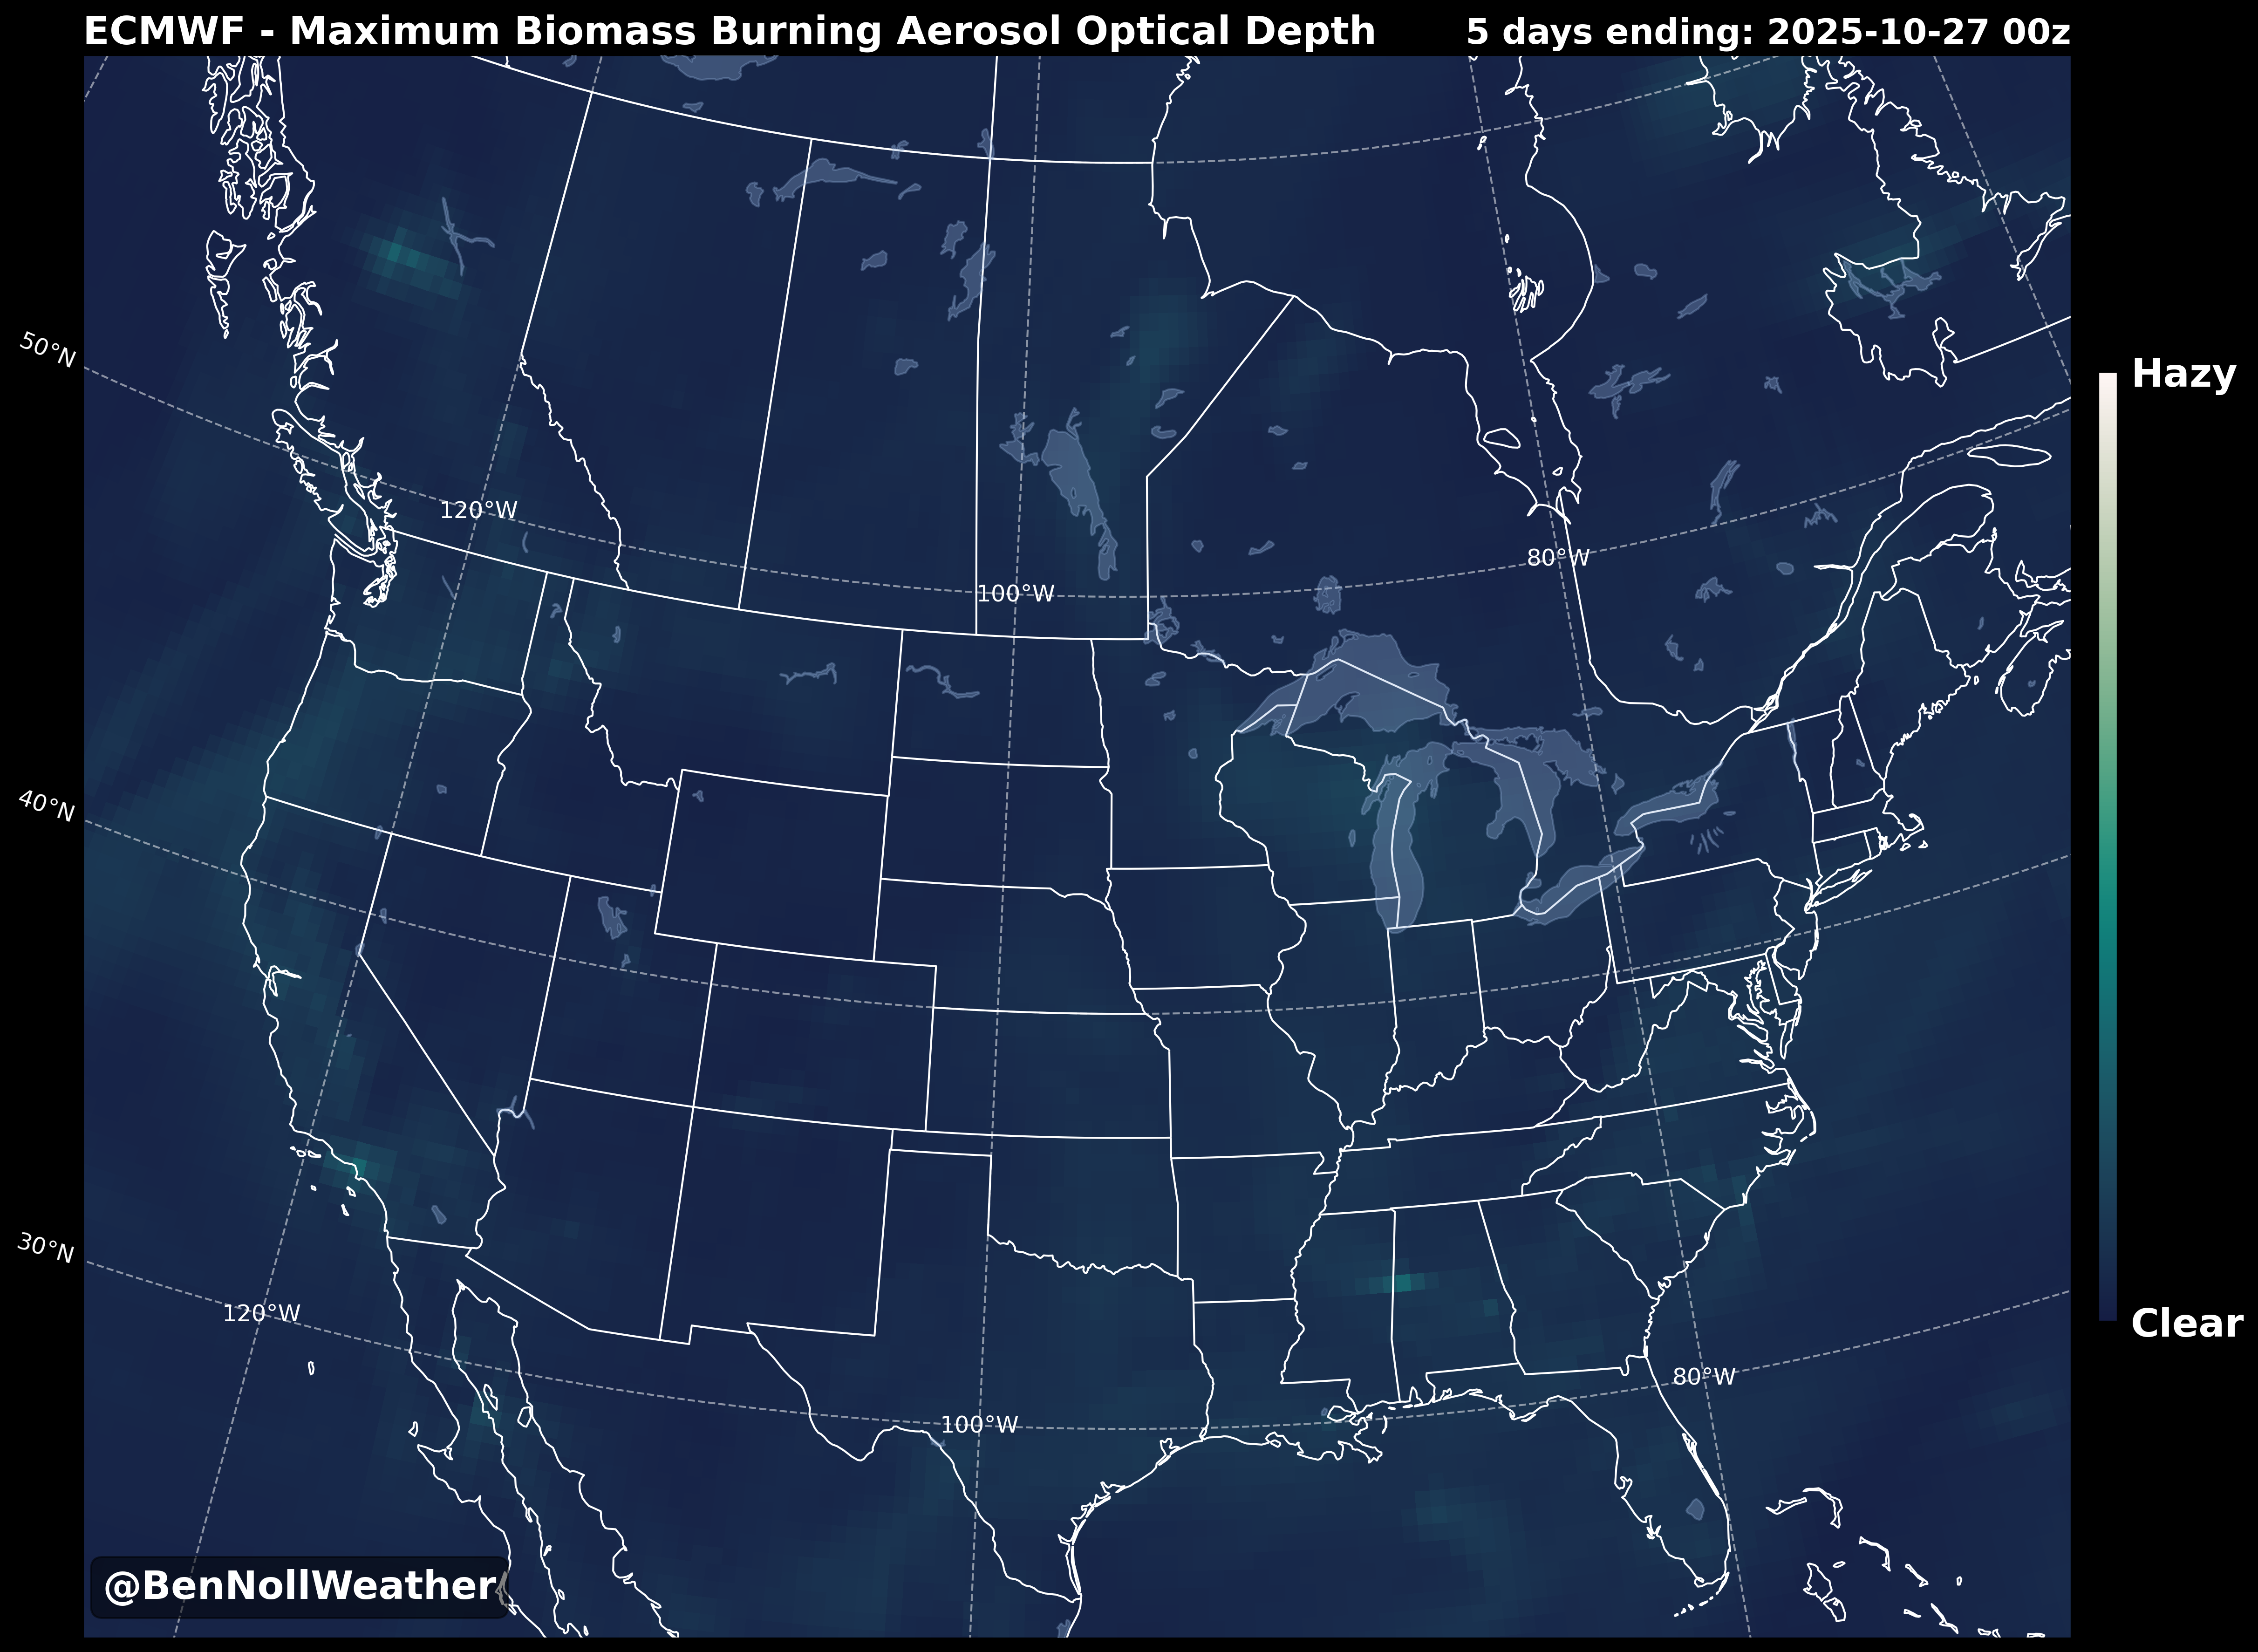 ECMWF - Maximum Biomass Burning Aerosol Optical Depth 5 days ending: 2025-10-27 00z
50°N
Hazy
120°W
80°W
100°W
40°N
30°N
120°W
Clear
80°W
100°W
@BenNollWeather